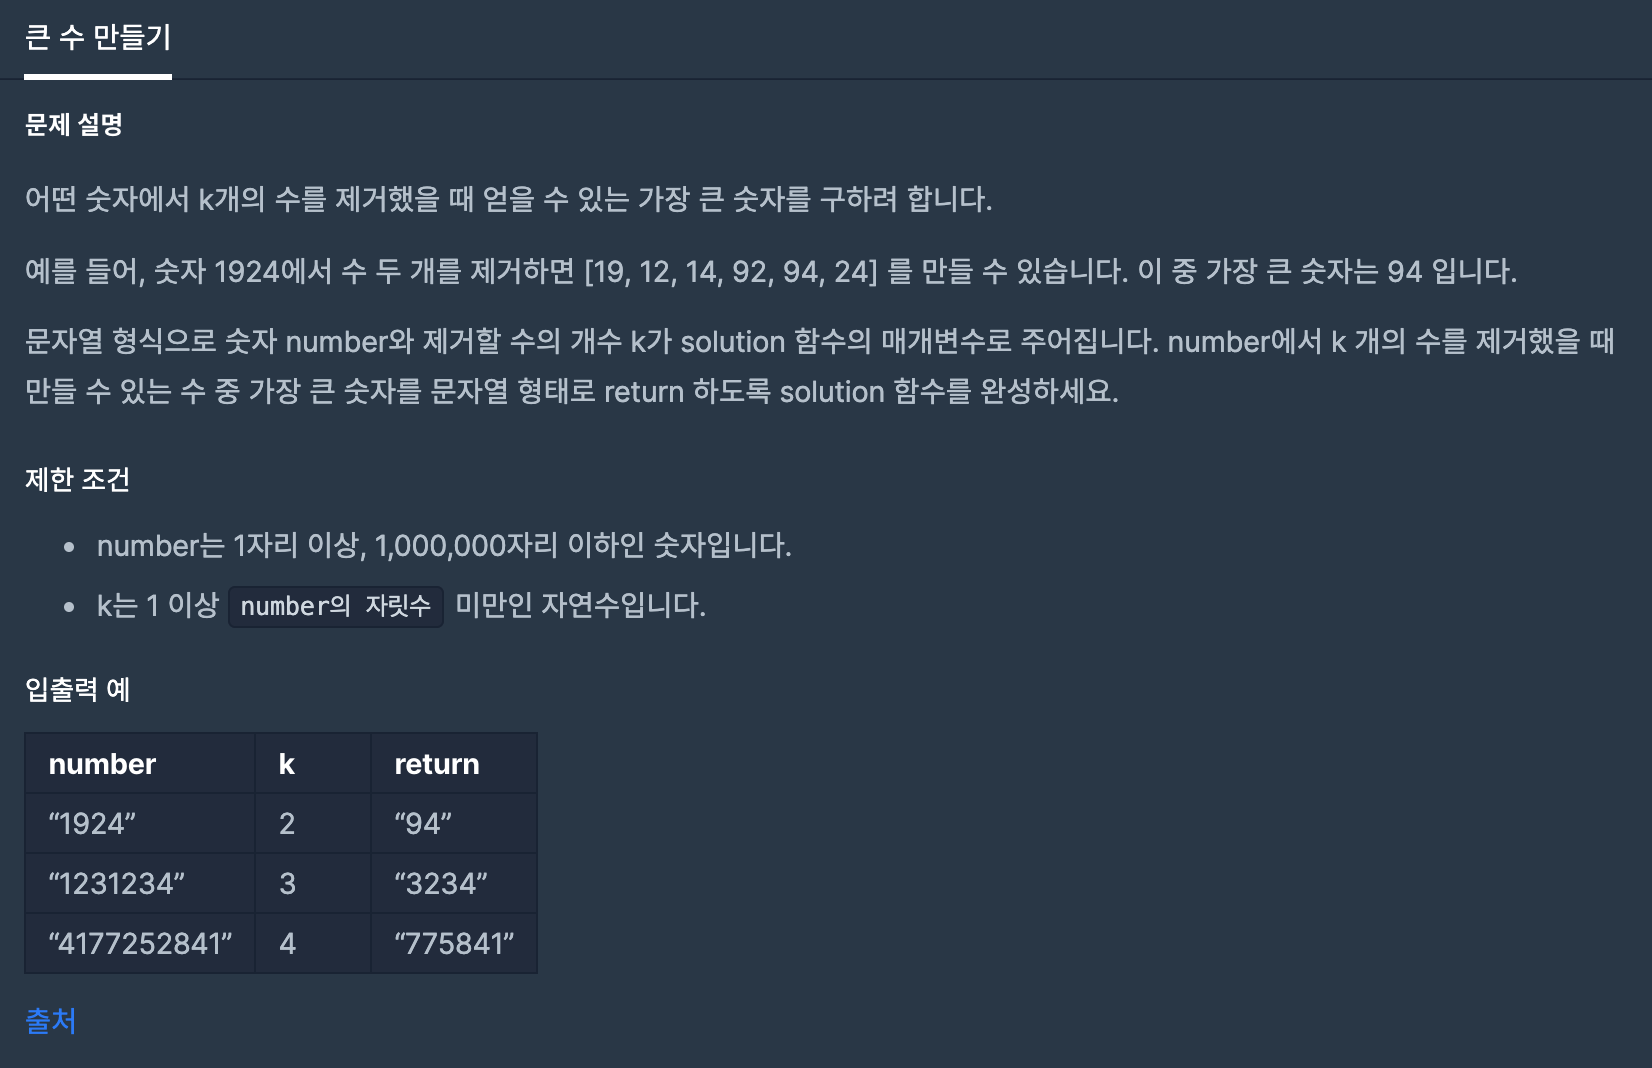 큰 수 만들기
문제 설명
어떤 숫자에서 k개의 수를 제거했을 때 얻을 수 있는 가장 큰 숫자를 구하려 합니다.
예를 들어, 숫자 1924에서 수 두 개를 제거하면 [19, 12, 14, 92, 94, 24] 를 만들 수 있습니다. 이 중 가장 큰 숫자는 94 입니다.
문자열 형식으로 숫자 number와 제거할 수의 개수 k가 solution 함수의 매개변수로 주어집니다. number에서 k 개의 수를 제거했을 때
만들 수 있는 수 중 가장 큰 숫자를 문자열 형태로 return 하도록 solution 함수를 완성하세요.
제한 조건
• number는 1자리 이상, 1,000,000자리 이하인 숫자입니다.
• k는 1 이상 number의 자릿수 미만인 자연수입니다.
입출력 예
number k return
“1924” 2 “94”
“1231234” 3 “3234”
“4177252841” 4 “775841”
출처